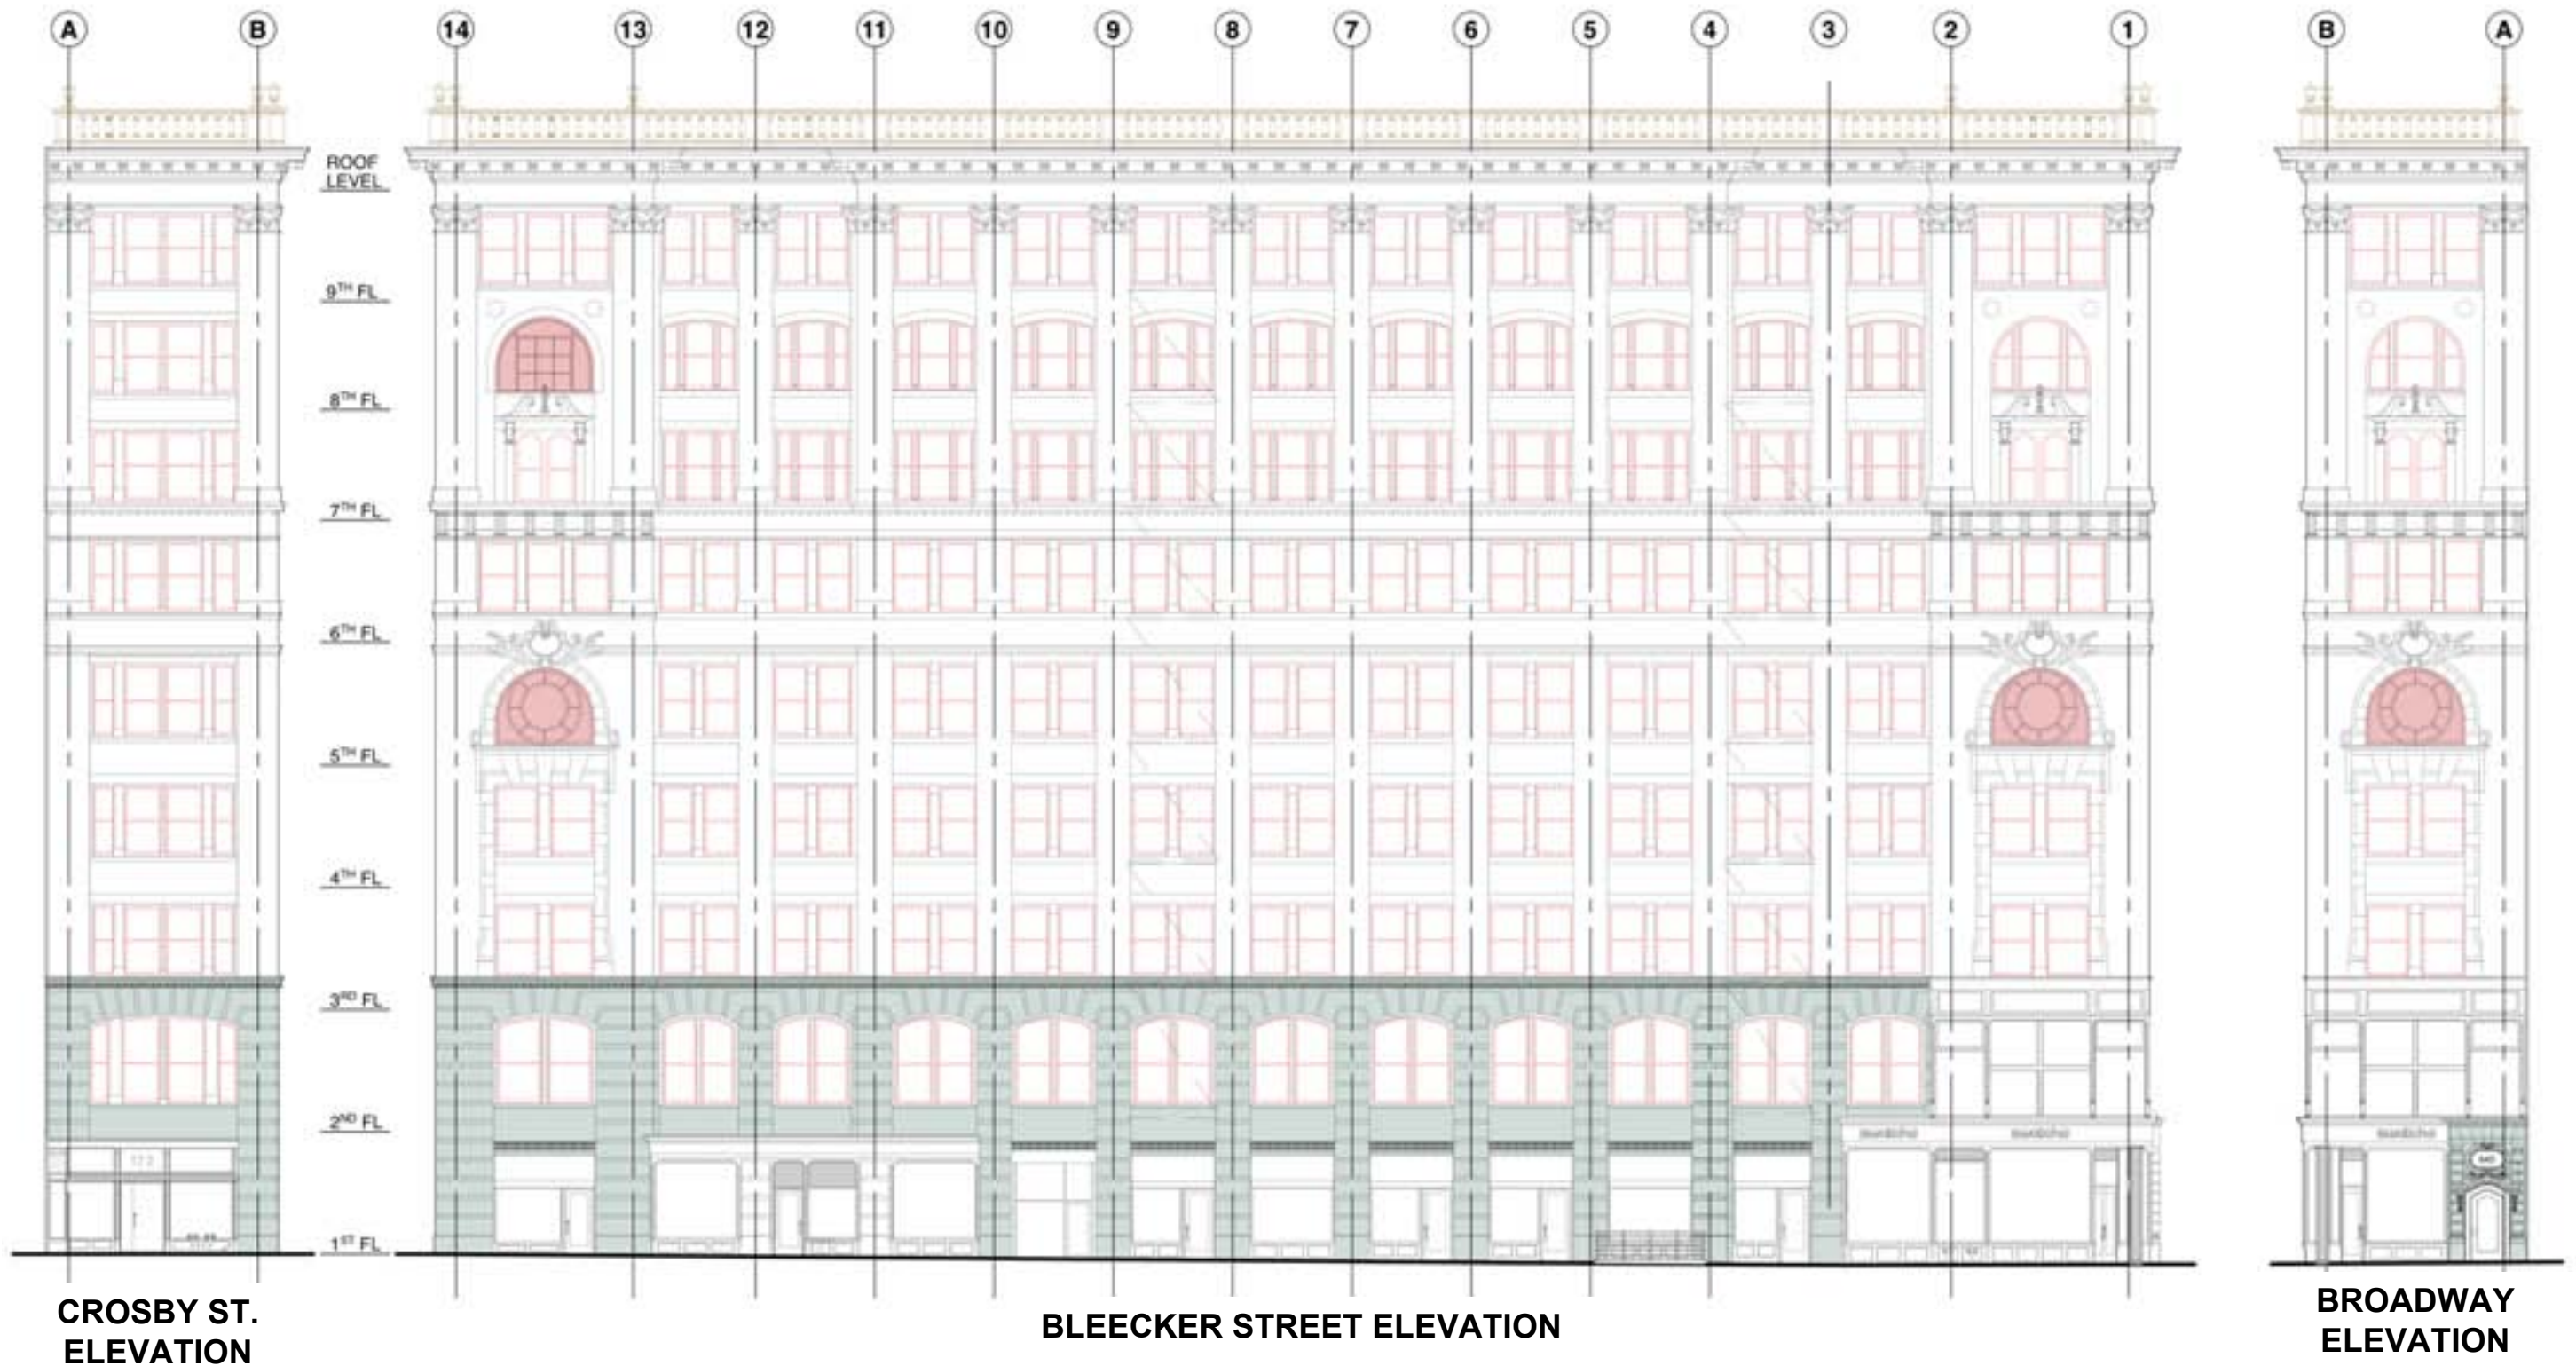 A B 14 13 12 11 10 9 8 7 6 5 4 3 2 1 B A
ROOF
LEVEL
9TH FL
8TH FL
7TH FL
6TH FL
5TH FL
4TH FL
3RD FL
2ND FL
1ST FL
CROSBY ST.
ELEVATION
BLEECKER STREET ELEVATION
BROADWAY
ELEVATION